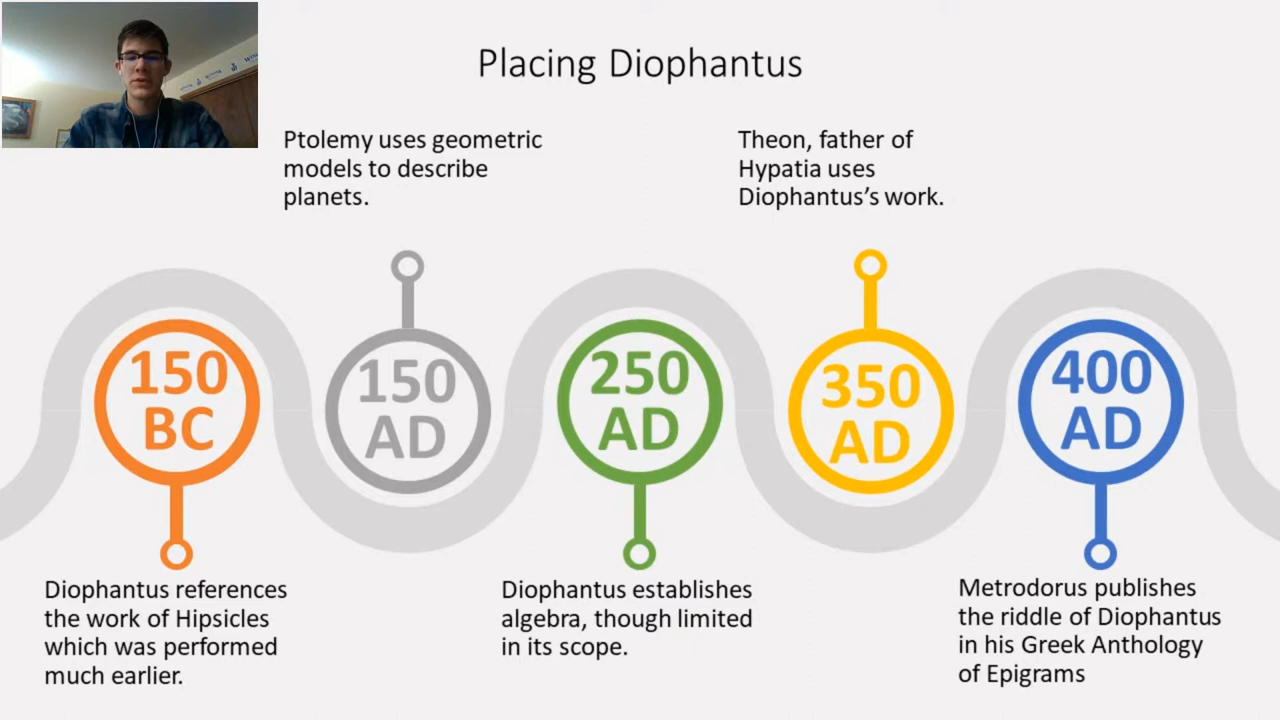 Placing Diophantus
Ptolemy uses geometric
models to describe
planets.
Theon, father of
Hypatia uses
Diophantus’s work.
150
BC
150
AD
250
AD
350
AD
400
AD
Diophantus references
the work of Hipsicles
which was performed
much earlier.
Diophantus establishes
algebra, though limited
in its scope.
Metrodorus publishes
the riddle of Diophantus
in his Greek Anthology
of Epigrams